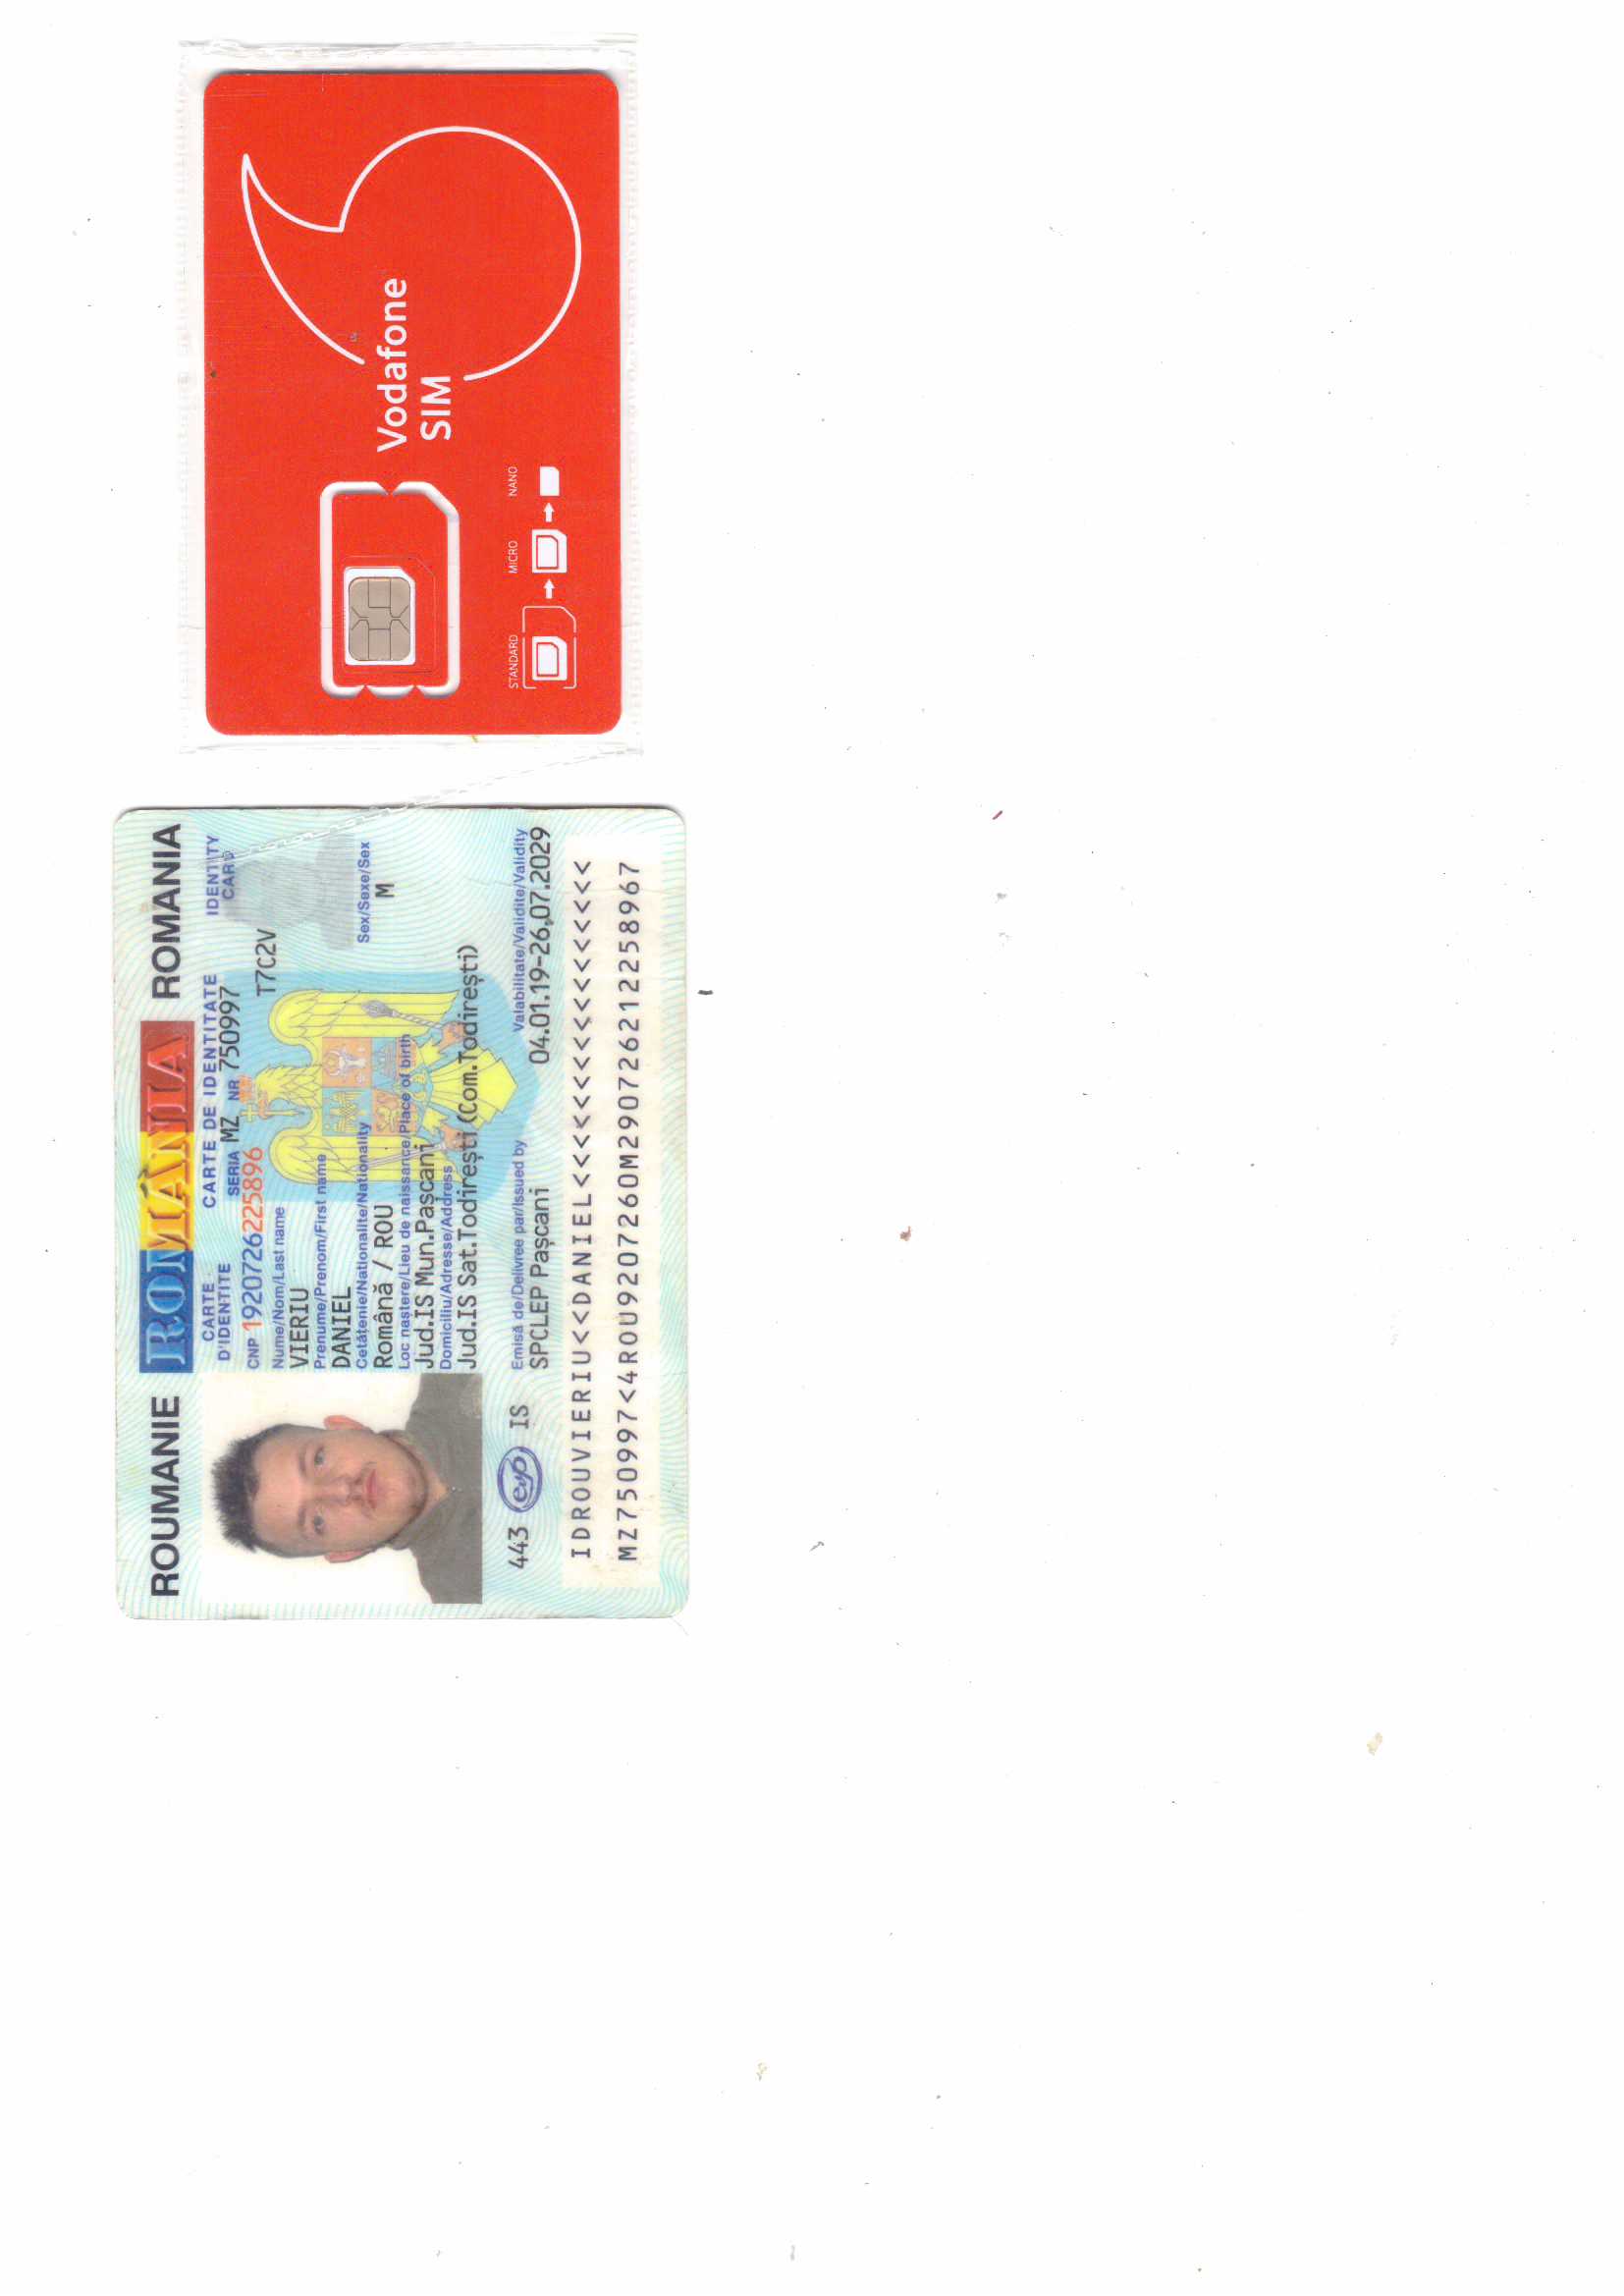 Vodafone
SIM
STANDARD MICRO NANO
ROUMANIE ROMÂNIA ROMANIA
CARTE D'IDENTITE CARTE DE IDENTITATE IDENTITY CARD
SERIA MZ NR 750997
CNP 1920726225896 T7C2V
Nume/Nom/Last name
VIERIU
Prenume/Prenom/First name
DANIEL
Cetățenie/Nationalite/Nationality Sex/Sexe/Sex
Română / ROU M
Loc nastere/Lieu de naissance/Place of birth
Jud.IS Mun.Pașcani
Domiciliu/Adresse/Address
Jud.IS Sat.Todirești (Com.Todirești)
Emisă de/Delivree par/Issued by Valabilitate/Validite/Validity
443 evp IS SPCLEP Pașcani 04.01.19-26.07.2029
IDROUVIERIU<<DANIEL<<<<<<<<<<<<<<<<<
MZ750997<4ROU9207260M290726212258967